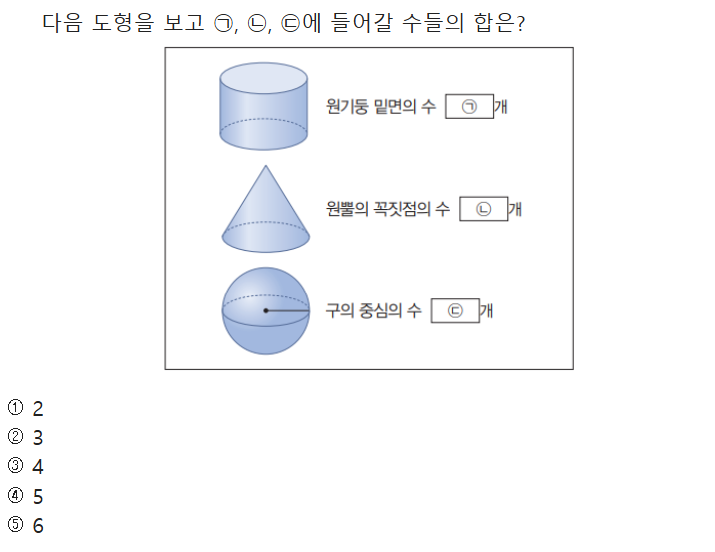 다음 도형을 보고 ㉠, ㉡, ㉢에 들어갈 수들의 합은?
원기둥 밑면의 수 ㉠ 개
원뿔의 꼭짓점의 수 ㉡ 개
구의 중심의 수 ㉢ 개
① 2
② 3
③ 4
④ 5
⑤ 6